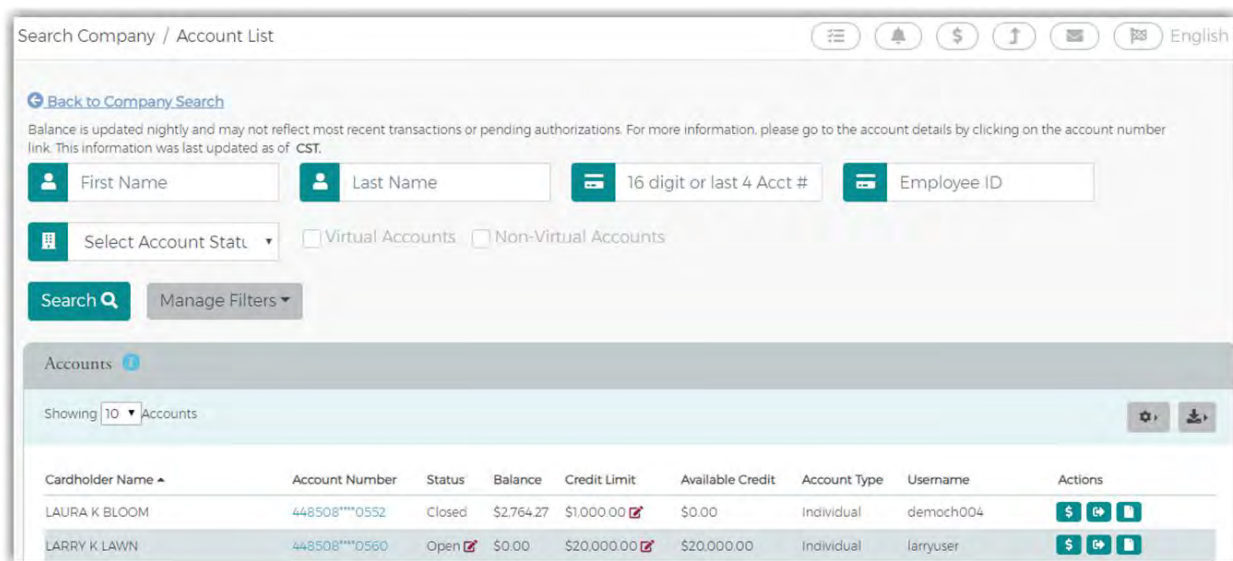 Search Company / Account List
English
Back to Company Search
Balance is updated nightly and may not reflect most recent transactions or pending authorizations. For more information, please go to the account details by clicking on the account number
link. This information was last updated as of CST.
First Name
Last Name
16 digit or last 4 Acct #
Employee ID
Select Account Statu
Virtual Accounts
Non-Virtual Accounts
Search
Manage Filters
Accounts
Showing 10 Accounts
Cardholder Name Account Number Status Balance Credit Limit Available Credit Account Type Username Actions
LAURA K BLOOM 448508****0552 Closed $2,764.27 $1,000.00 $0.00 Individual democh004 $
LARRY K LAWN 448508****0560 Open $0.00 $20,000.00 $20,000.00 Individual larryuser $